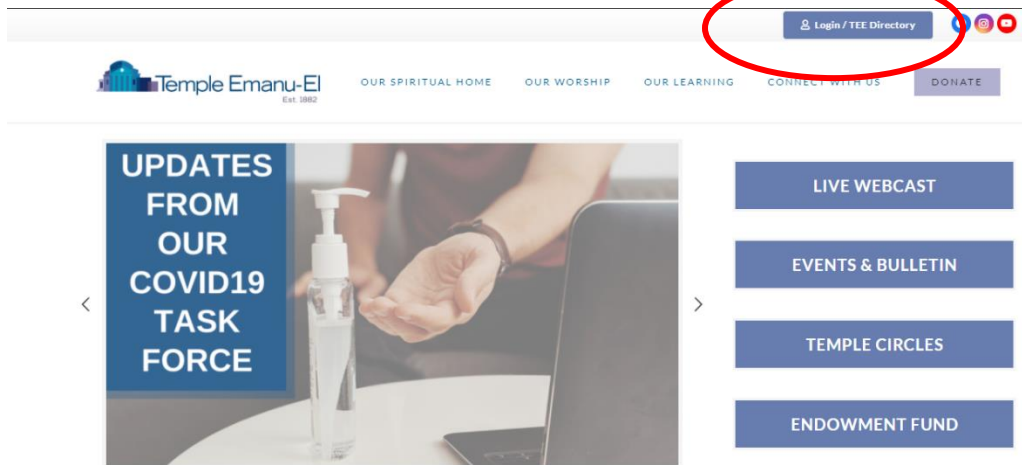 Login / TEE Directory
Temple Emanu-El
Est. 1882
OUR SPIRITUAL HOME
OUR WORSHIP
OUR LEARNING
CONNECT WITH US
DONATE
UPDATES
FROM
OUR
COVID19
TASK
FORCE
LIVE WEBCAST
EVENTS & BULLETIN
TEMPLE CIRCLES
ENDOWMENT FUND